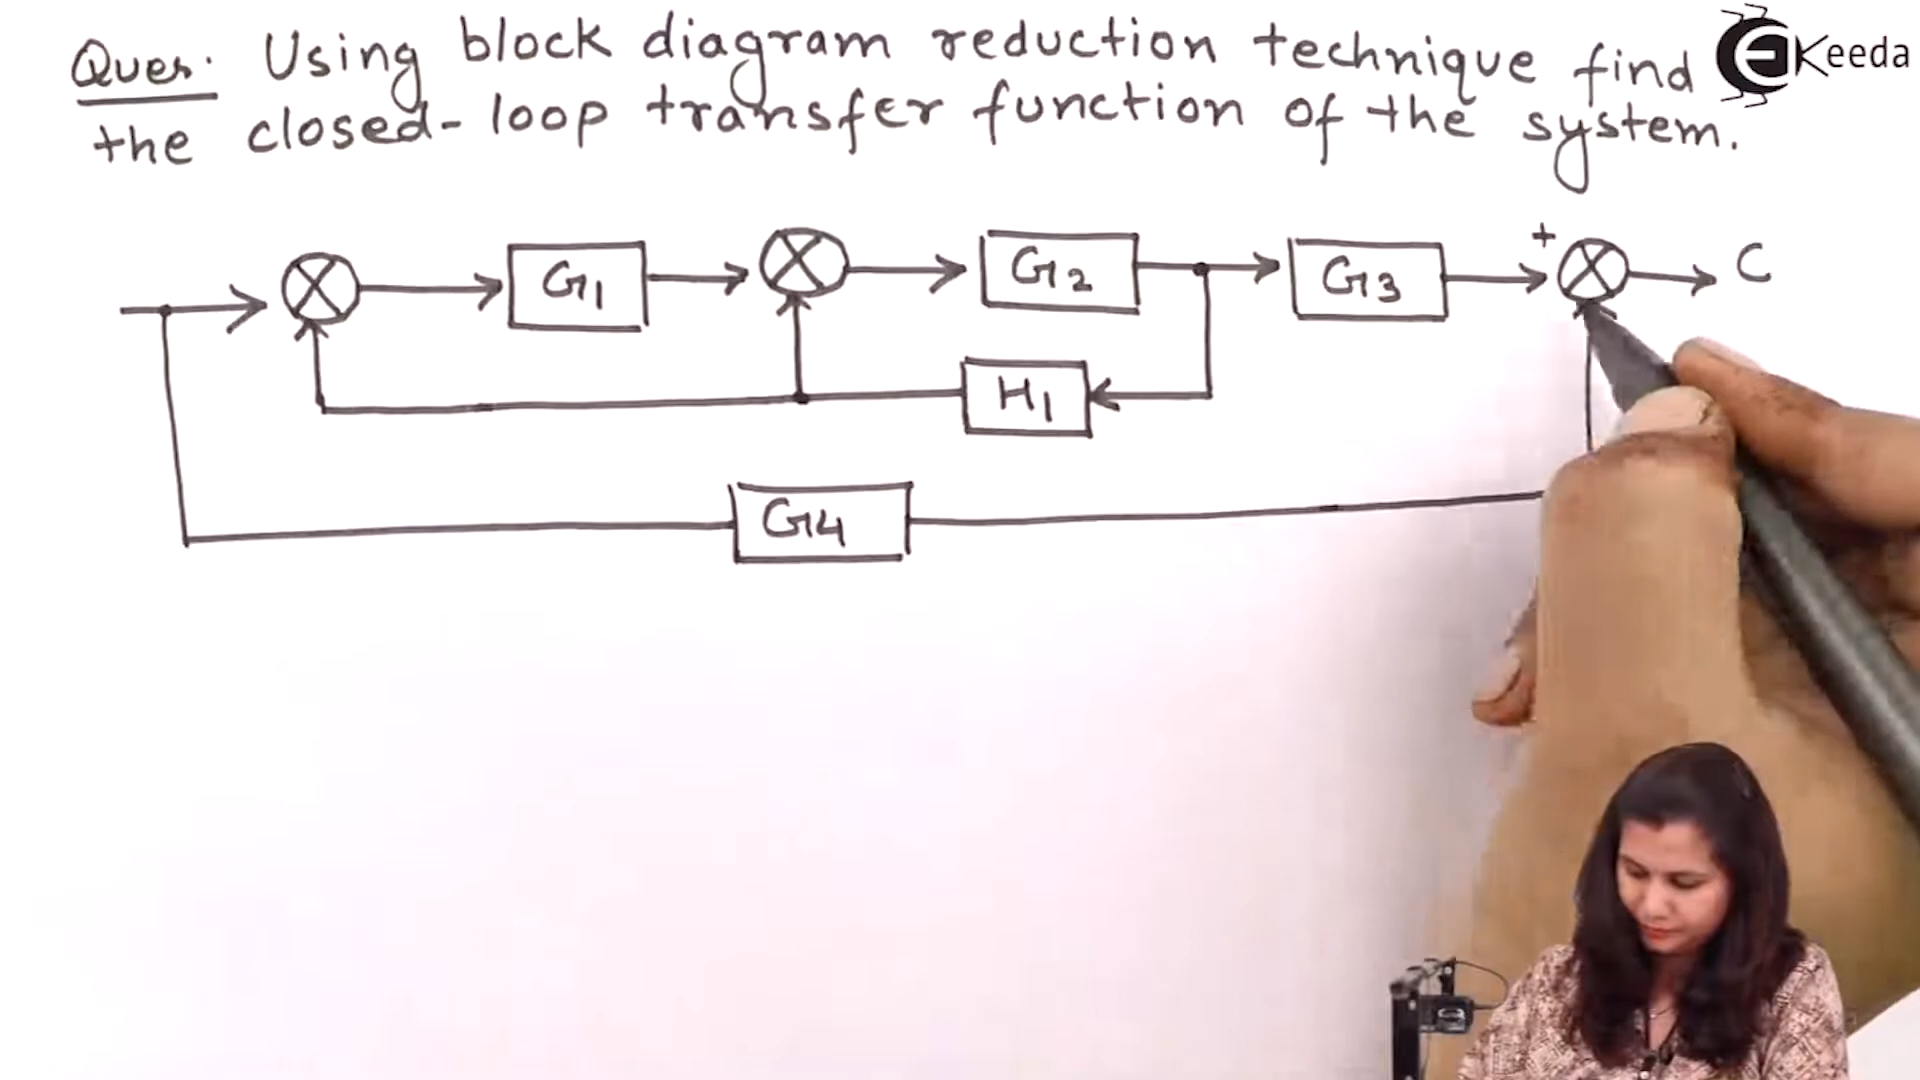 Ques. Using block diagram reduction technique find
the closed-loop transfer function of the system.
EKeeda
G1
G2
G3
+
C
H1
G4